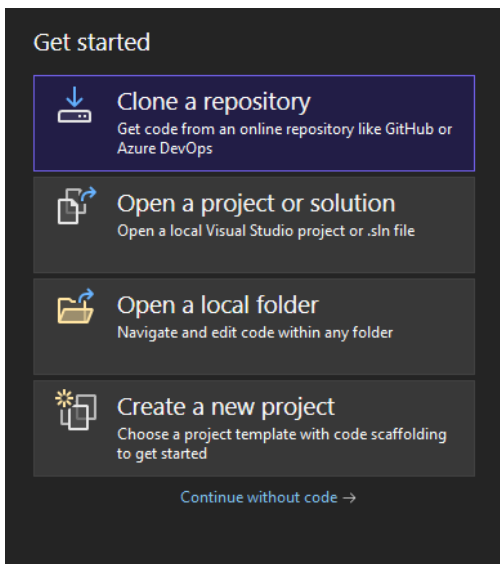 Get started
Clone a repository
Get code from an online repository like GitHub or
Azure DevOps
Open a project or solution
Open a local Visual Studio project or .sln file
Open a local folder
Navigate and edit code within any folder
Create a new project
Choose a project template with code scaffolding
to get started
Continue without code →